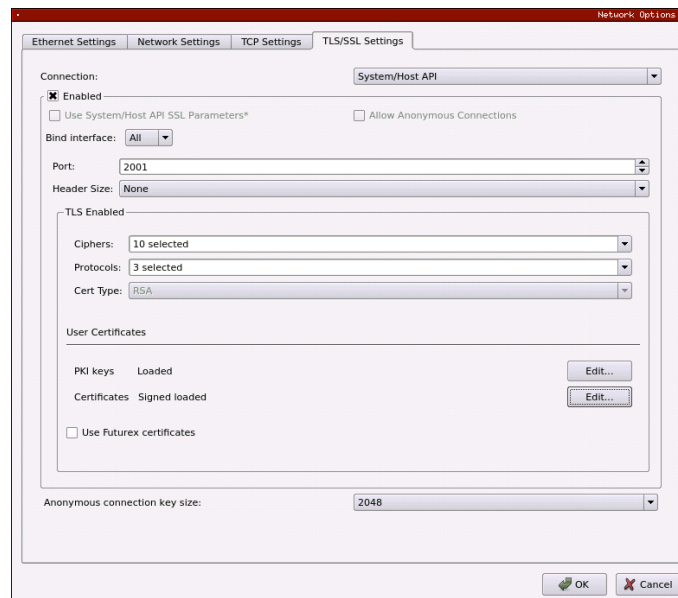 Network Options
Ethernet Settings Network Settings TCP Settings TLS/SSL Settings
Connection: System/Host API
Enabled
Use System/Host API SSL Parameters* Allow Anonymous Connections
Bind interface: All
Port: 2001
Header Size: None
TLS Enabled
Ciphers: 10 selected
Protocols: 3 selected
Cert Type: RSA
User Certificates
PKI keys Loaded Edit...
Certificates Signed loaded Edit...
Use Futurex certificates
Anonymous connection key size: 2048
OK Cancel